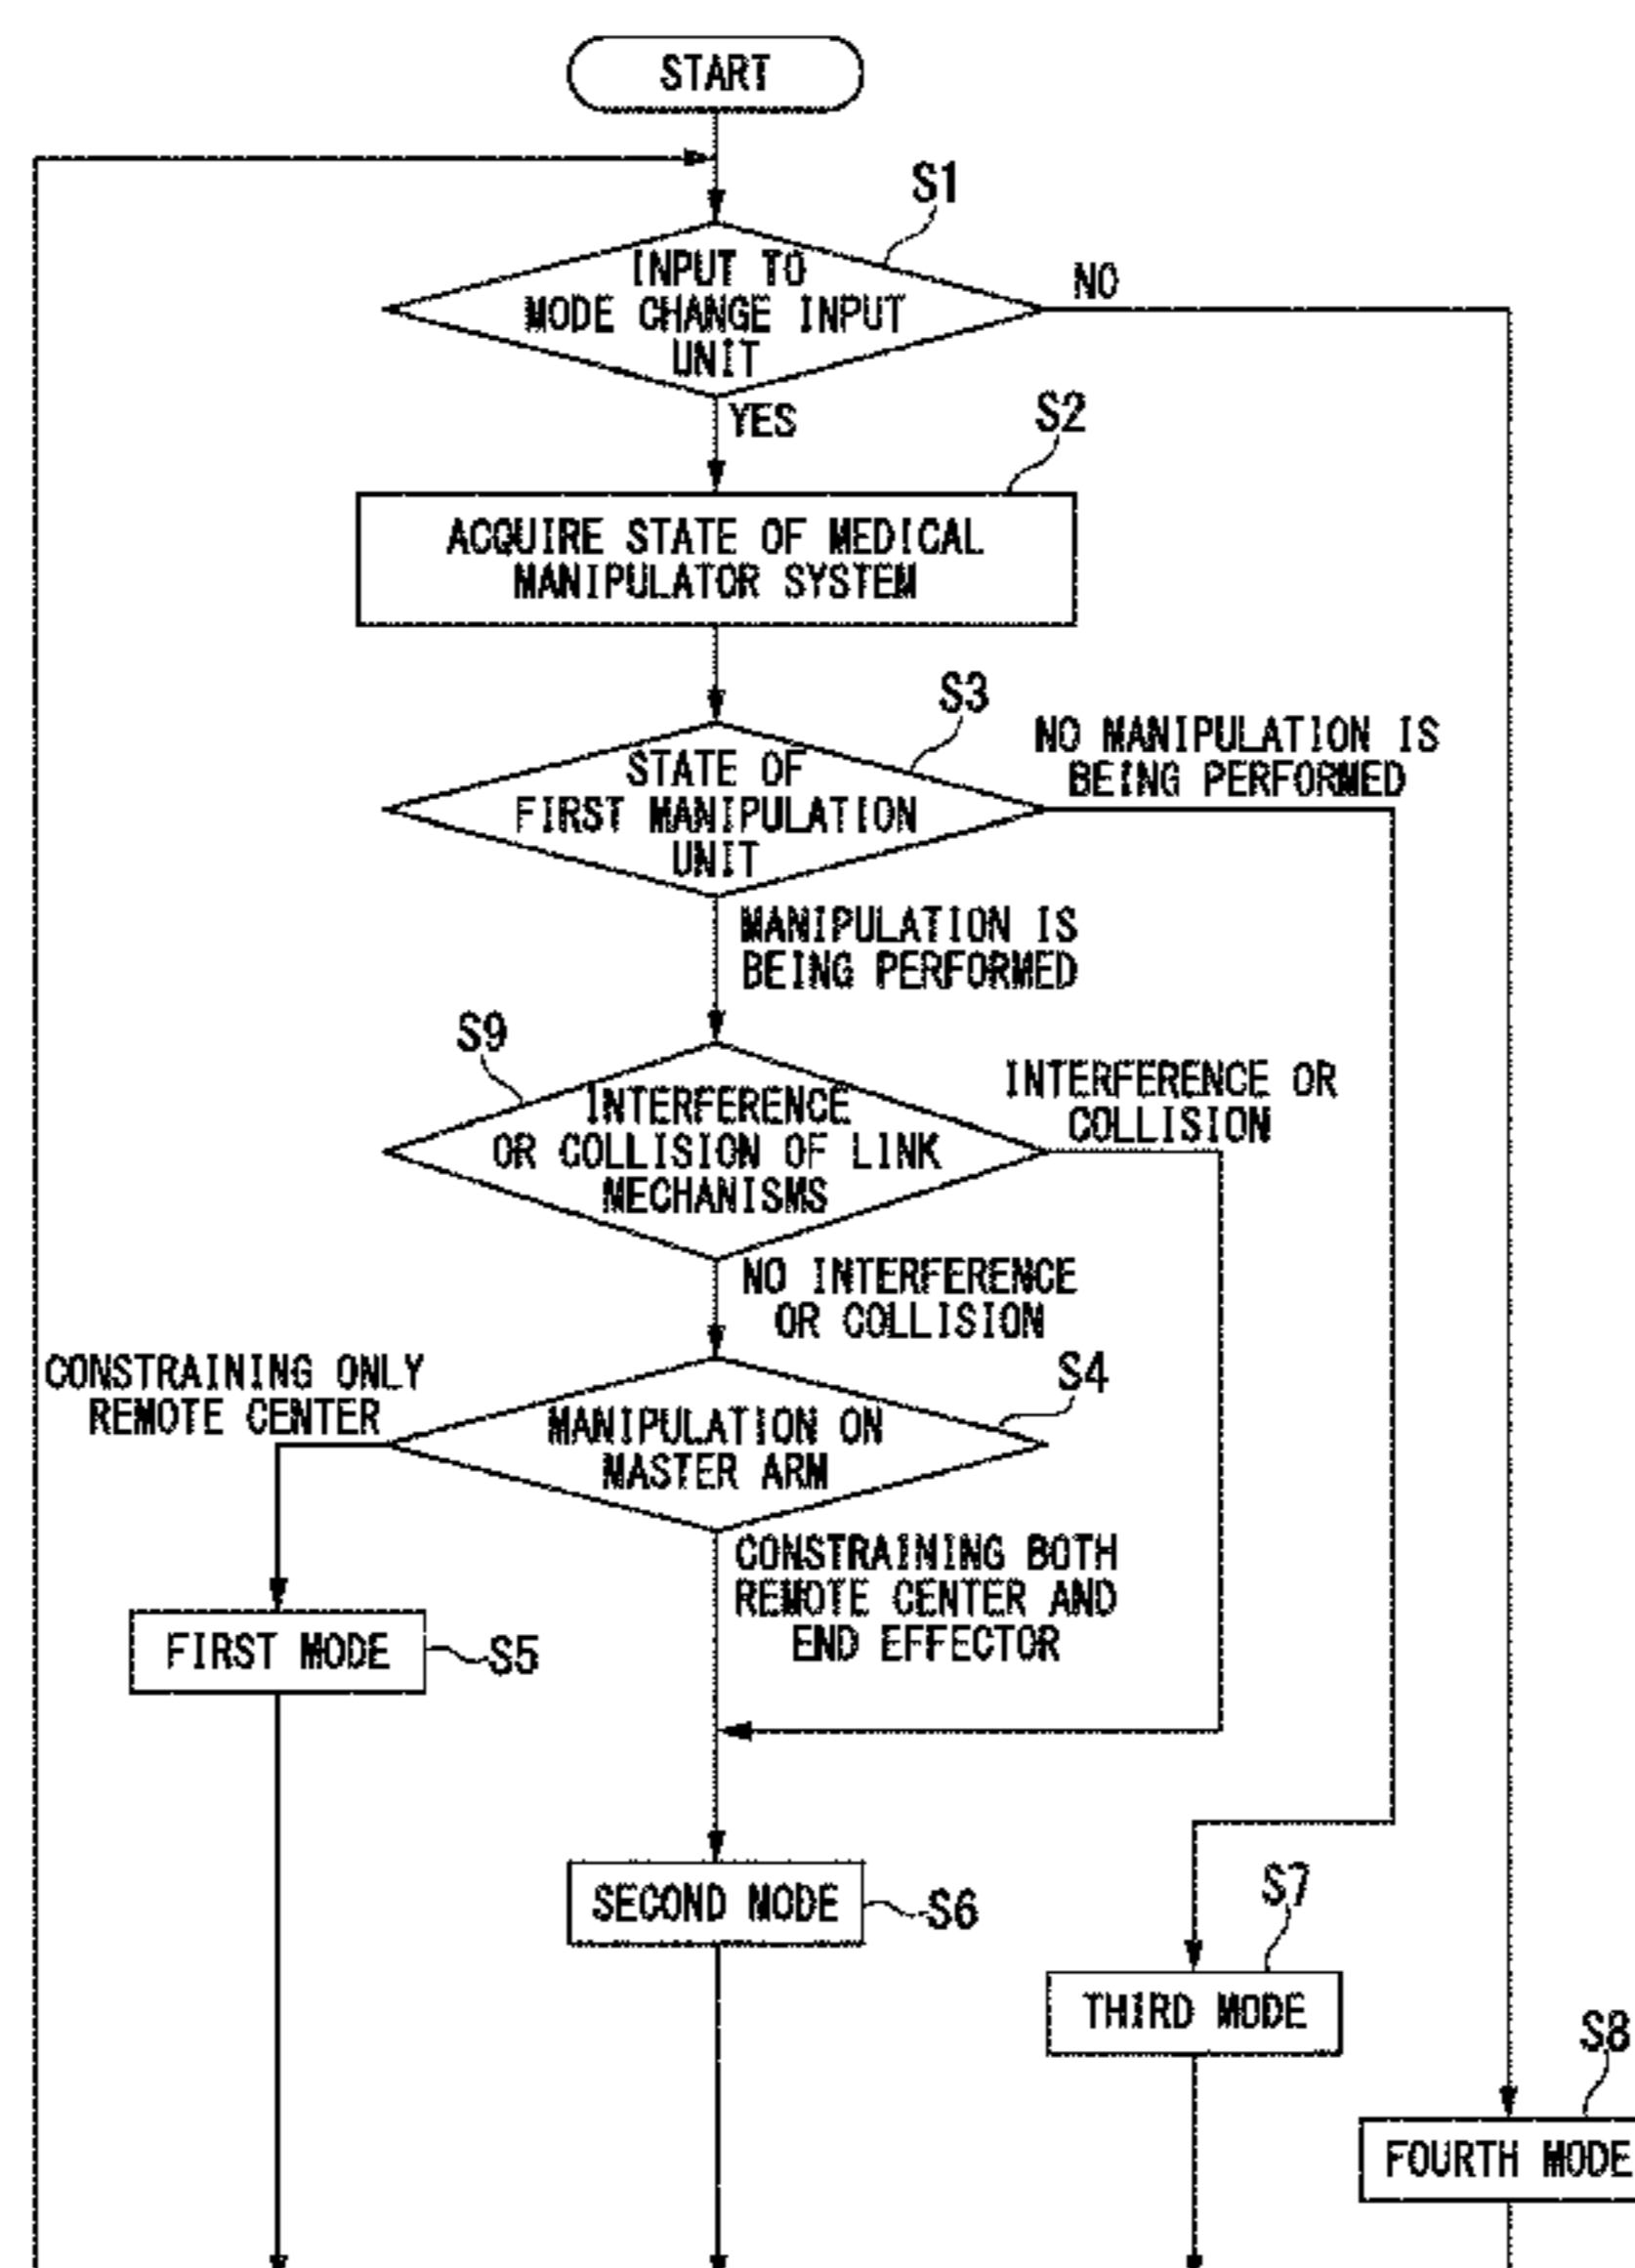 START
S1
INPUT TO
MODE CHANGE INPUT
UNIT
NO
YES
S2
ACQUIRE STATE OF MEDICAL
MANIPULATOR SYSTEM
S3
STATE OF
FIRST MANIPULATION
UNIT
NO MANIPULATION IS
BEING PERFORMED
MANIPULATION IS
BEING PERFORMED
S9
INTERFERENCE
OR COLLISION OF LINK
MECHANISMS
INTERFERENCE OR
COLLISION
NO INTERFERENCE
OR COLLISION
CONSTRAINING ONLY
REMOTE CENTER
S4
MANIPULATION ON
MASTER ARM
CONSTRAINING BOTH
REMOTE CENTER AND
END EFFECTOR
FIRST MODE
S5
SECOND MODE
S6
S7
THIRD MODE
S8
FOURTH MODE